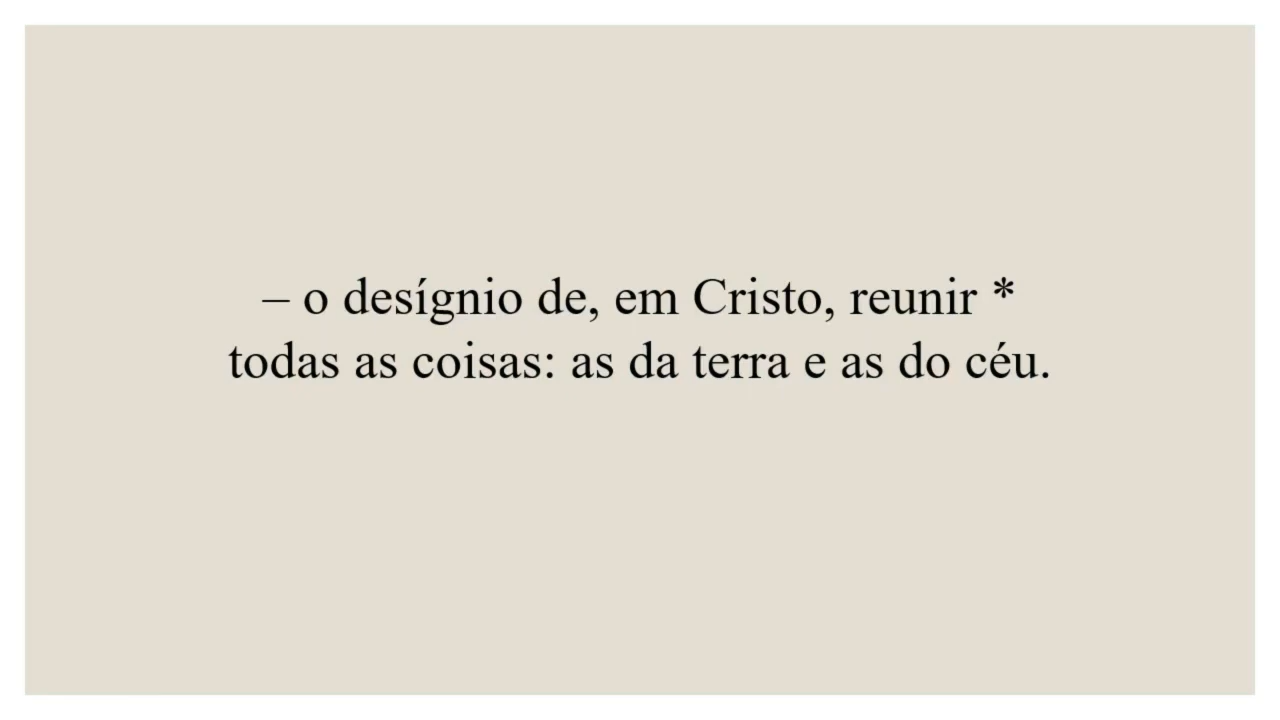 – o desígnio de, em Cristo, reunir *
todas as coisas: as da terra e as do céu.